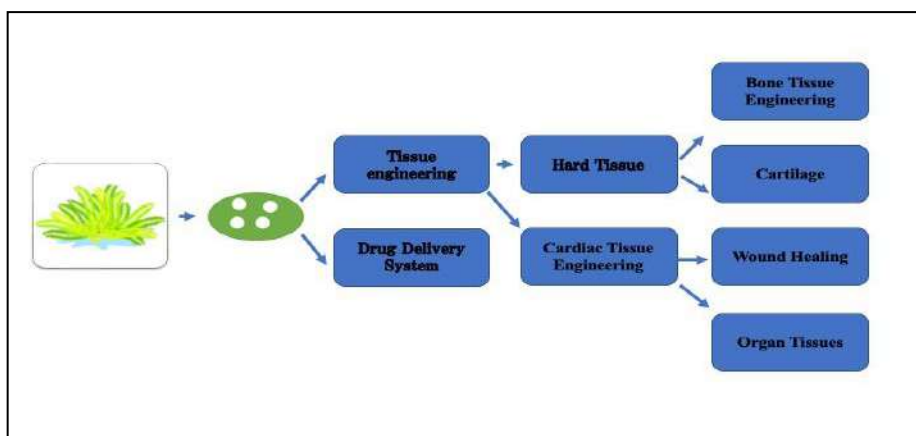 Bone Tissue
Engineering
Tissue
engineering
Hard Tissue
Cartilage
Drug Delivery
System
Cardiac Tissue
Engineering
Wound Healing
Organ Tissues